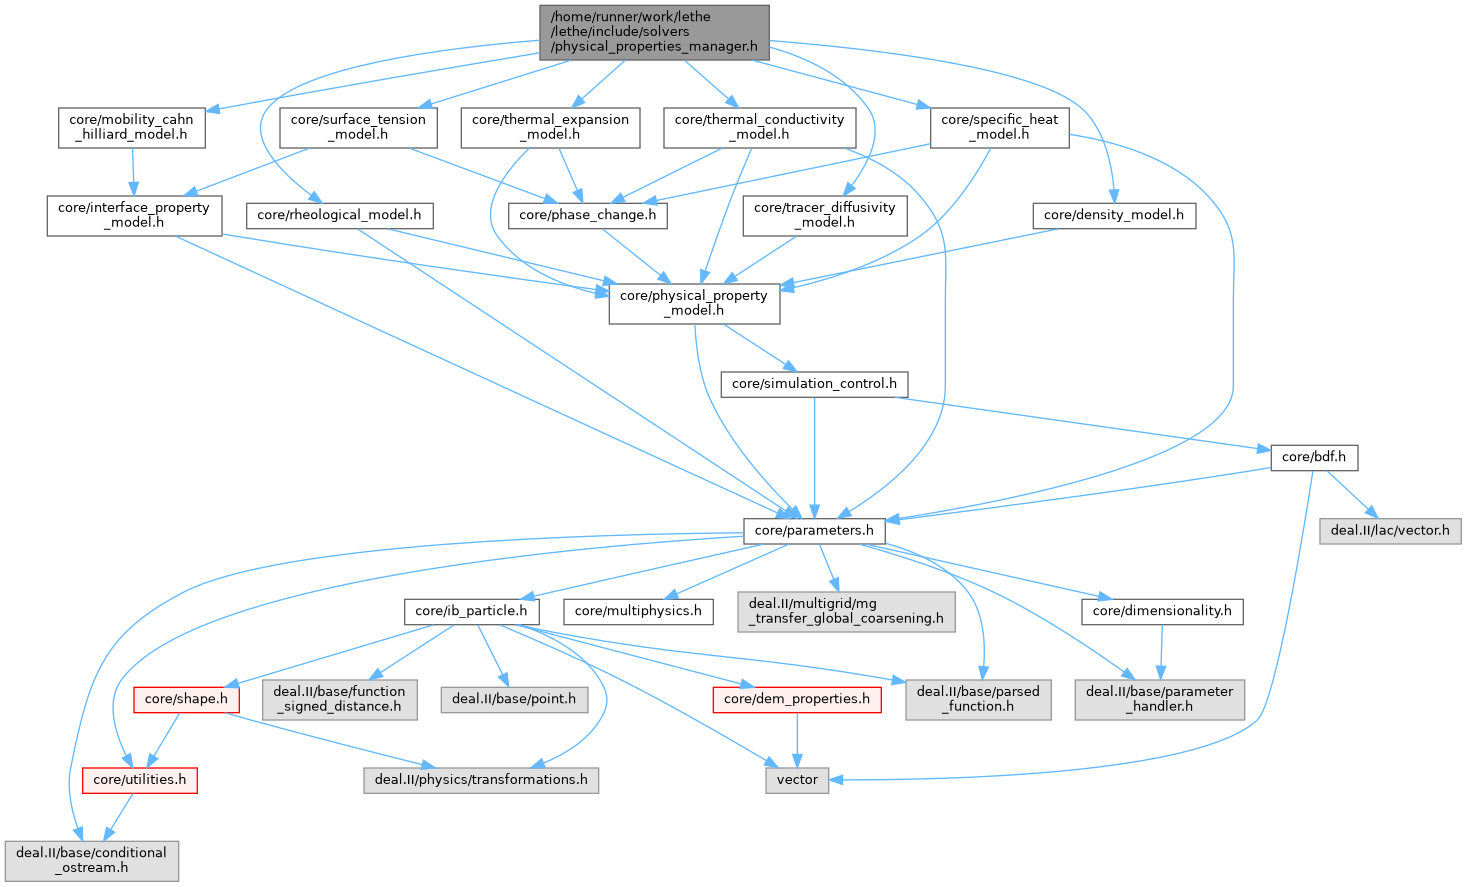 /home/runner/work/lethe
/lethe/include/solvers
/physical_properties_manager.h
core/mobility_cahn
_hilliard_model.h
core/surface_tension
_model.h
core/thermal_expansion
_model.h
core/thermal_conductivity
_model.h
core/specific_heat
_model.h
core/interface_property
_model.h
core/rheological_model.h
core/phase_change.h
core/tracer_diffusivity
_model.h
core/density_model.h
core/physical_property
_model.h
core/simulation_control.h
core/bdf.h
core/parameters.h
deal.II/lac/vector.h
core/ib_particle.h
core/multiphysics.h
deal.II/multigrid/mg
_transfer_global_coarsening.h
core/dimensionality.h
core/shape.h
deal.II/base/function
_signed_distance.h
deal.II/base/point.h
core/dem_properties.h
deal.II/base/parsed
_function.h
deal.II/base/parameter
_handler.h
core/utilities.h
deal.II/physics/transformations.h
vector
deal.II/base/conditional
_ostream.h